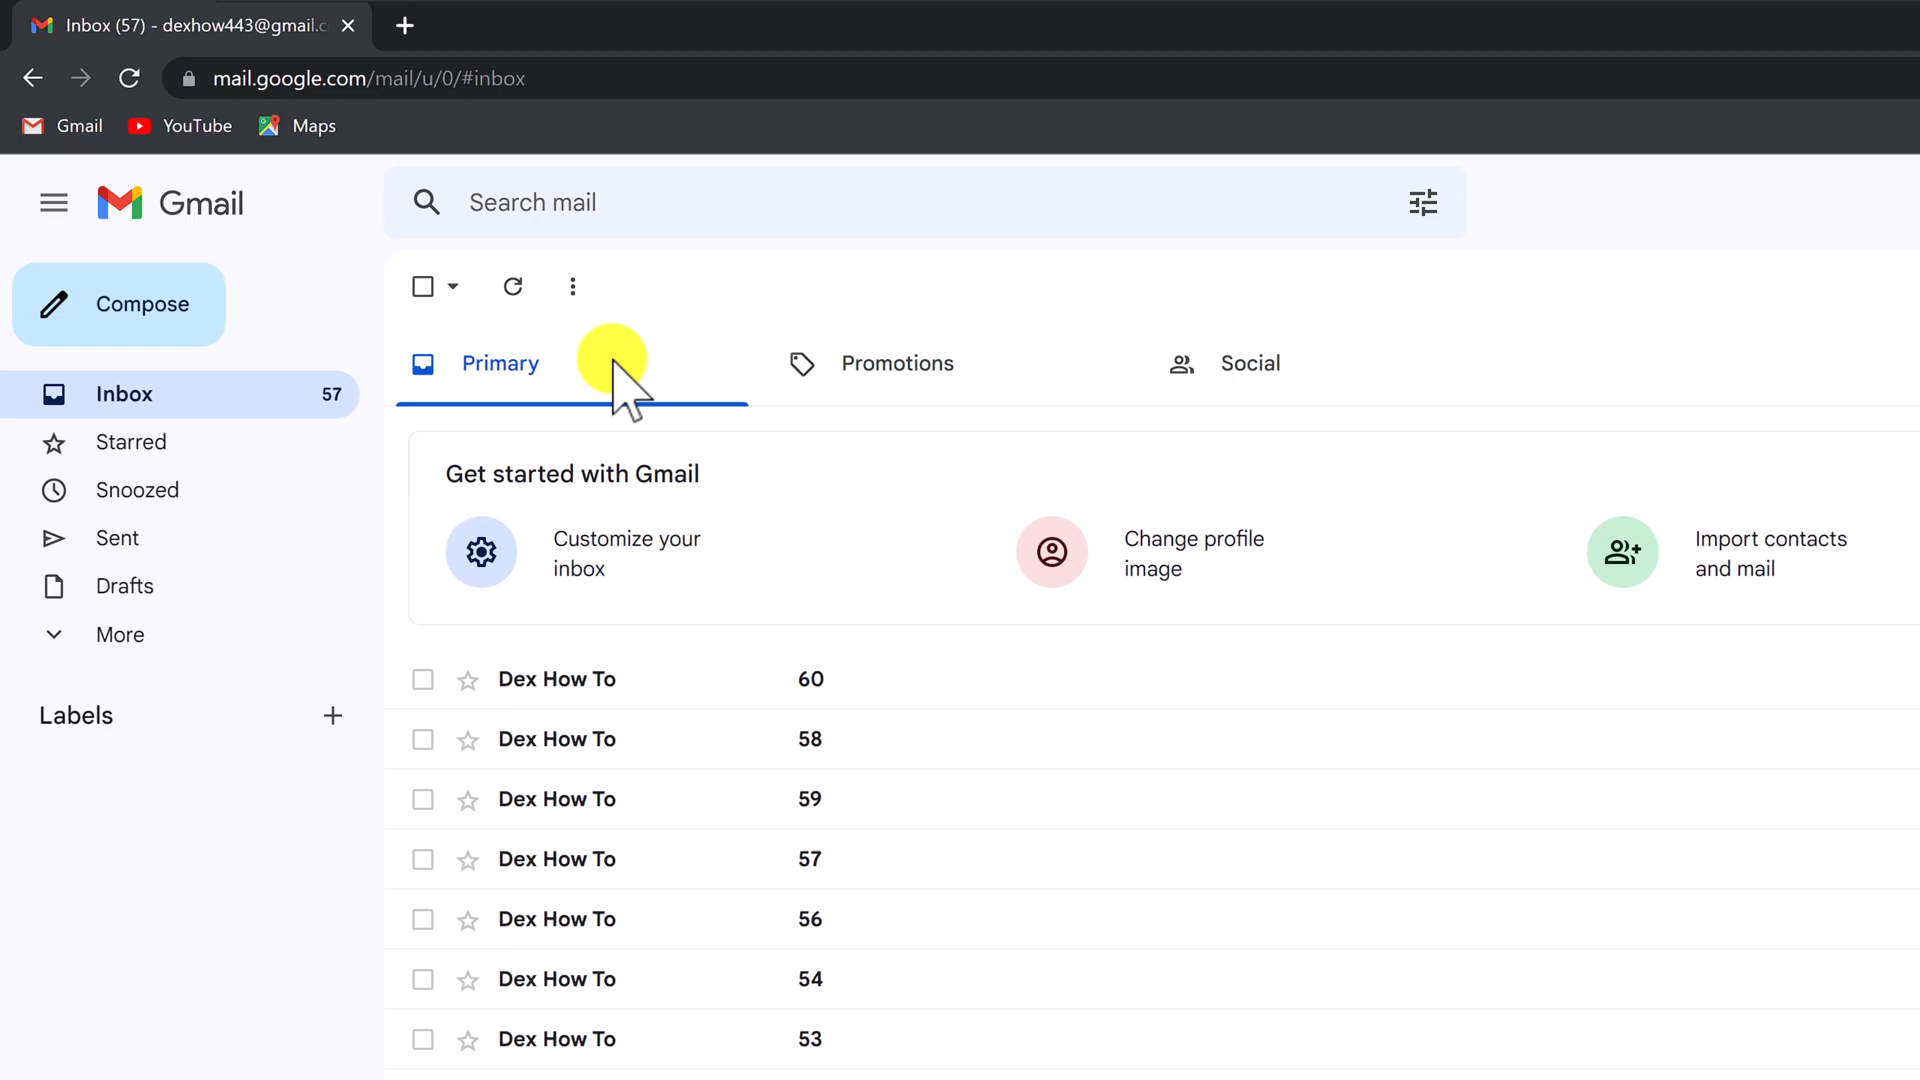 Inbox (57) - dexhow443@gmail.c
mail.google.com/mail/u/0/#inbox
Gmail YouTube Maps
Gmail
Search mail
Compose
Primary Promotions Social
Inbox 57
Starred
Snoozed
Sent
Drafts
More
Labels
Get started with Gmail
Customize your
inbox
Change profile
image
Import contacts
and mail
Dex How To 60
Dex How To 58
Dex How To 59
Dex How To 57
Dex How To 56
Dex How To 54
Dex How To 53